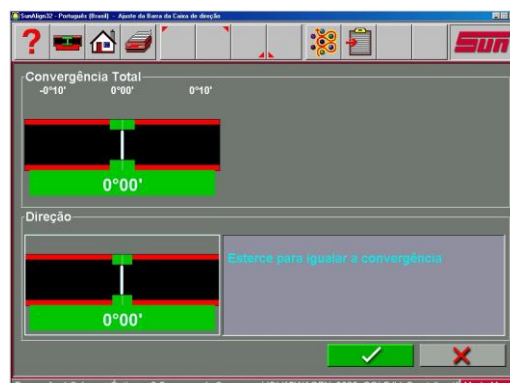 SunAlign32 - Português (Brasil) - Ajuste da Barra da Caixa de direção
?
Sun
Convergência Total
-0°10' 0°00' 0°10'
0°00'
Direção
Esterce para igualar a convergência
0°00'